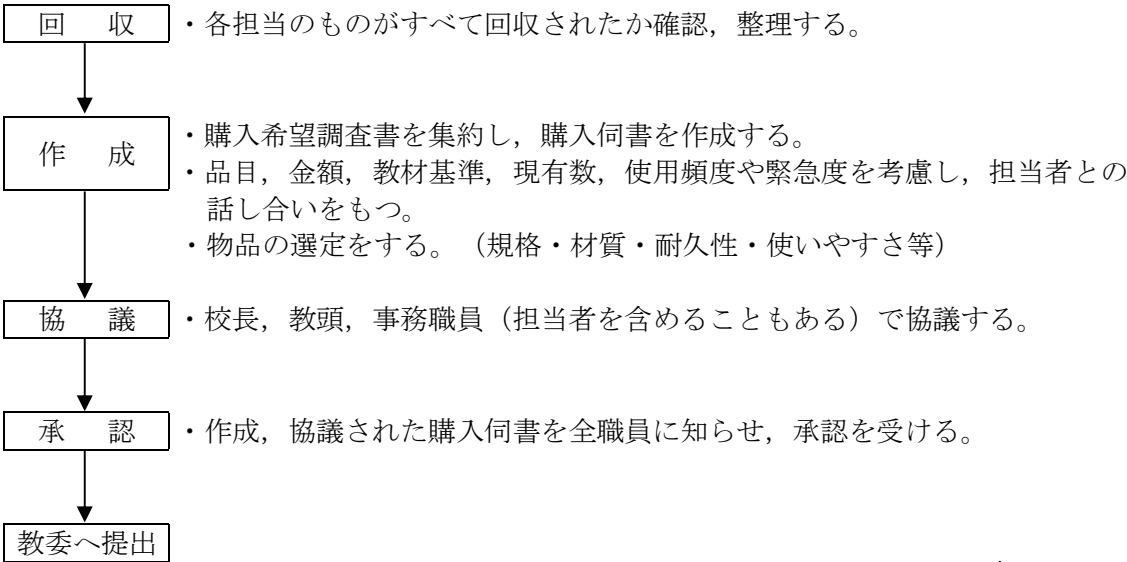 回　収 ・各担当のものがすべて回収されたか確認，整理する。
・購入希望調査書を集約し，購入伺書を作成する。
作　成
・品目，金額，教材基準，現有数，使用頻度や緊急度を考慮し，担当者との
話し合いをもつ。
・物品の選定をする。（規格・材質・耐久性・使いやすさ等）
協　議 ・校長，教頭，事務職員（担当者を含めることもある）で協議する。
承　認 ・作成，協議された購入伺書を全職員に知らせ，承認を受ける。
教委へ提出